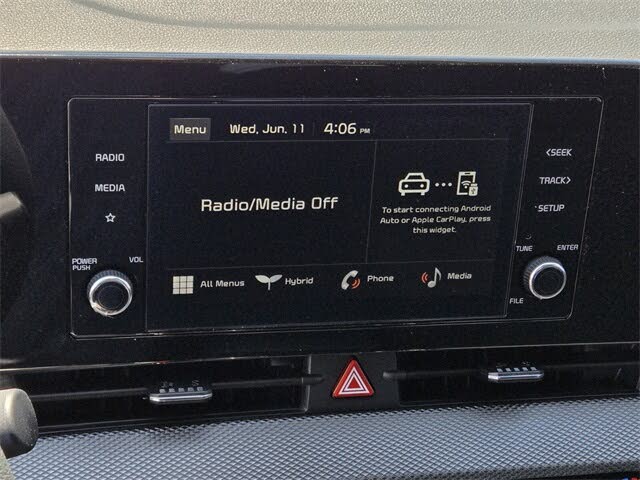 Menu Wed, Jun. 11 4:06 PM
RADIO
MEDIA
Radio/Media Off
To start connecting Android
Auto or Apple CarPlay, press
this widget.
<SEEK
TRACK>
SETUP
POWER
PUSH
VOL
TUNE
ENTER
FILE
All Menus
Hybrid
Phone
Media